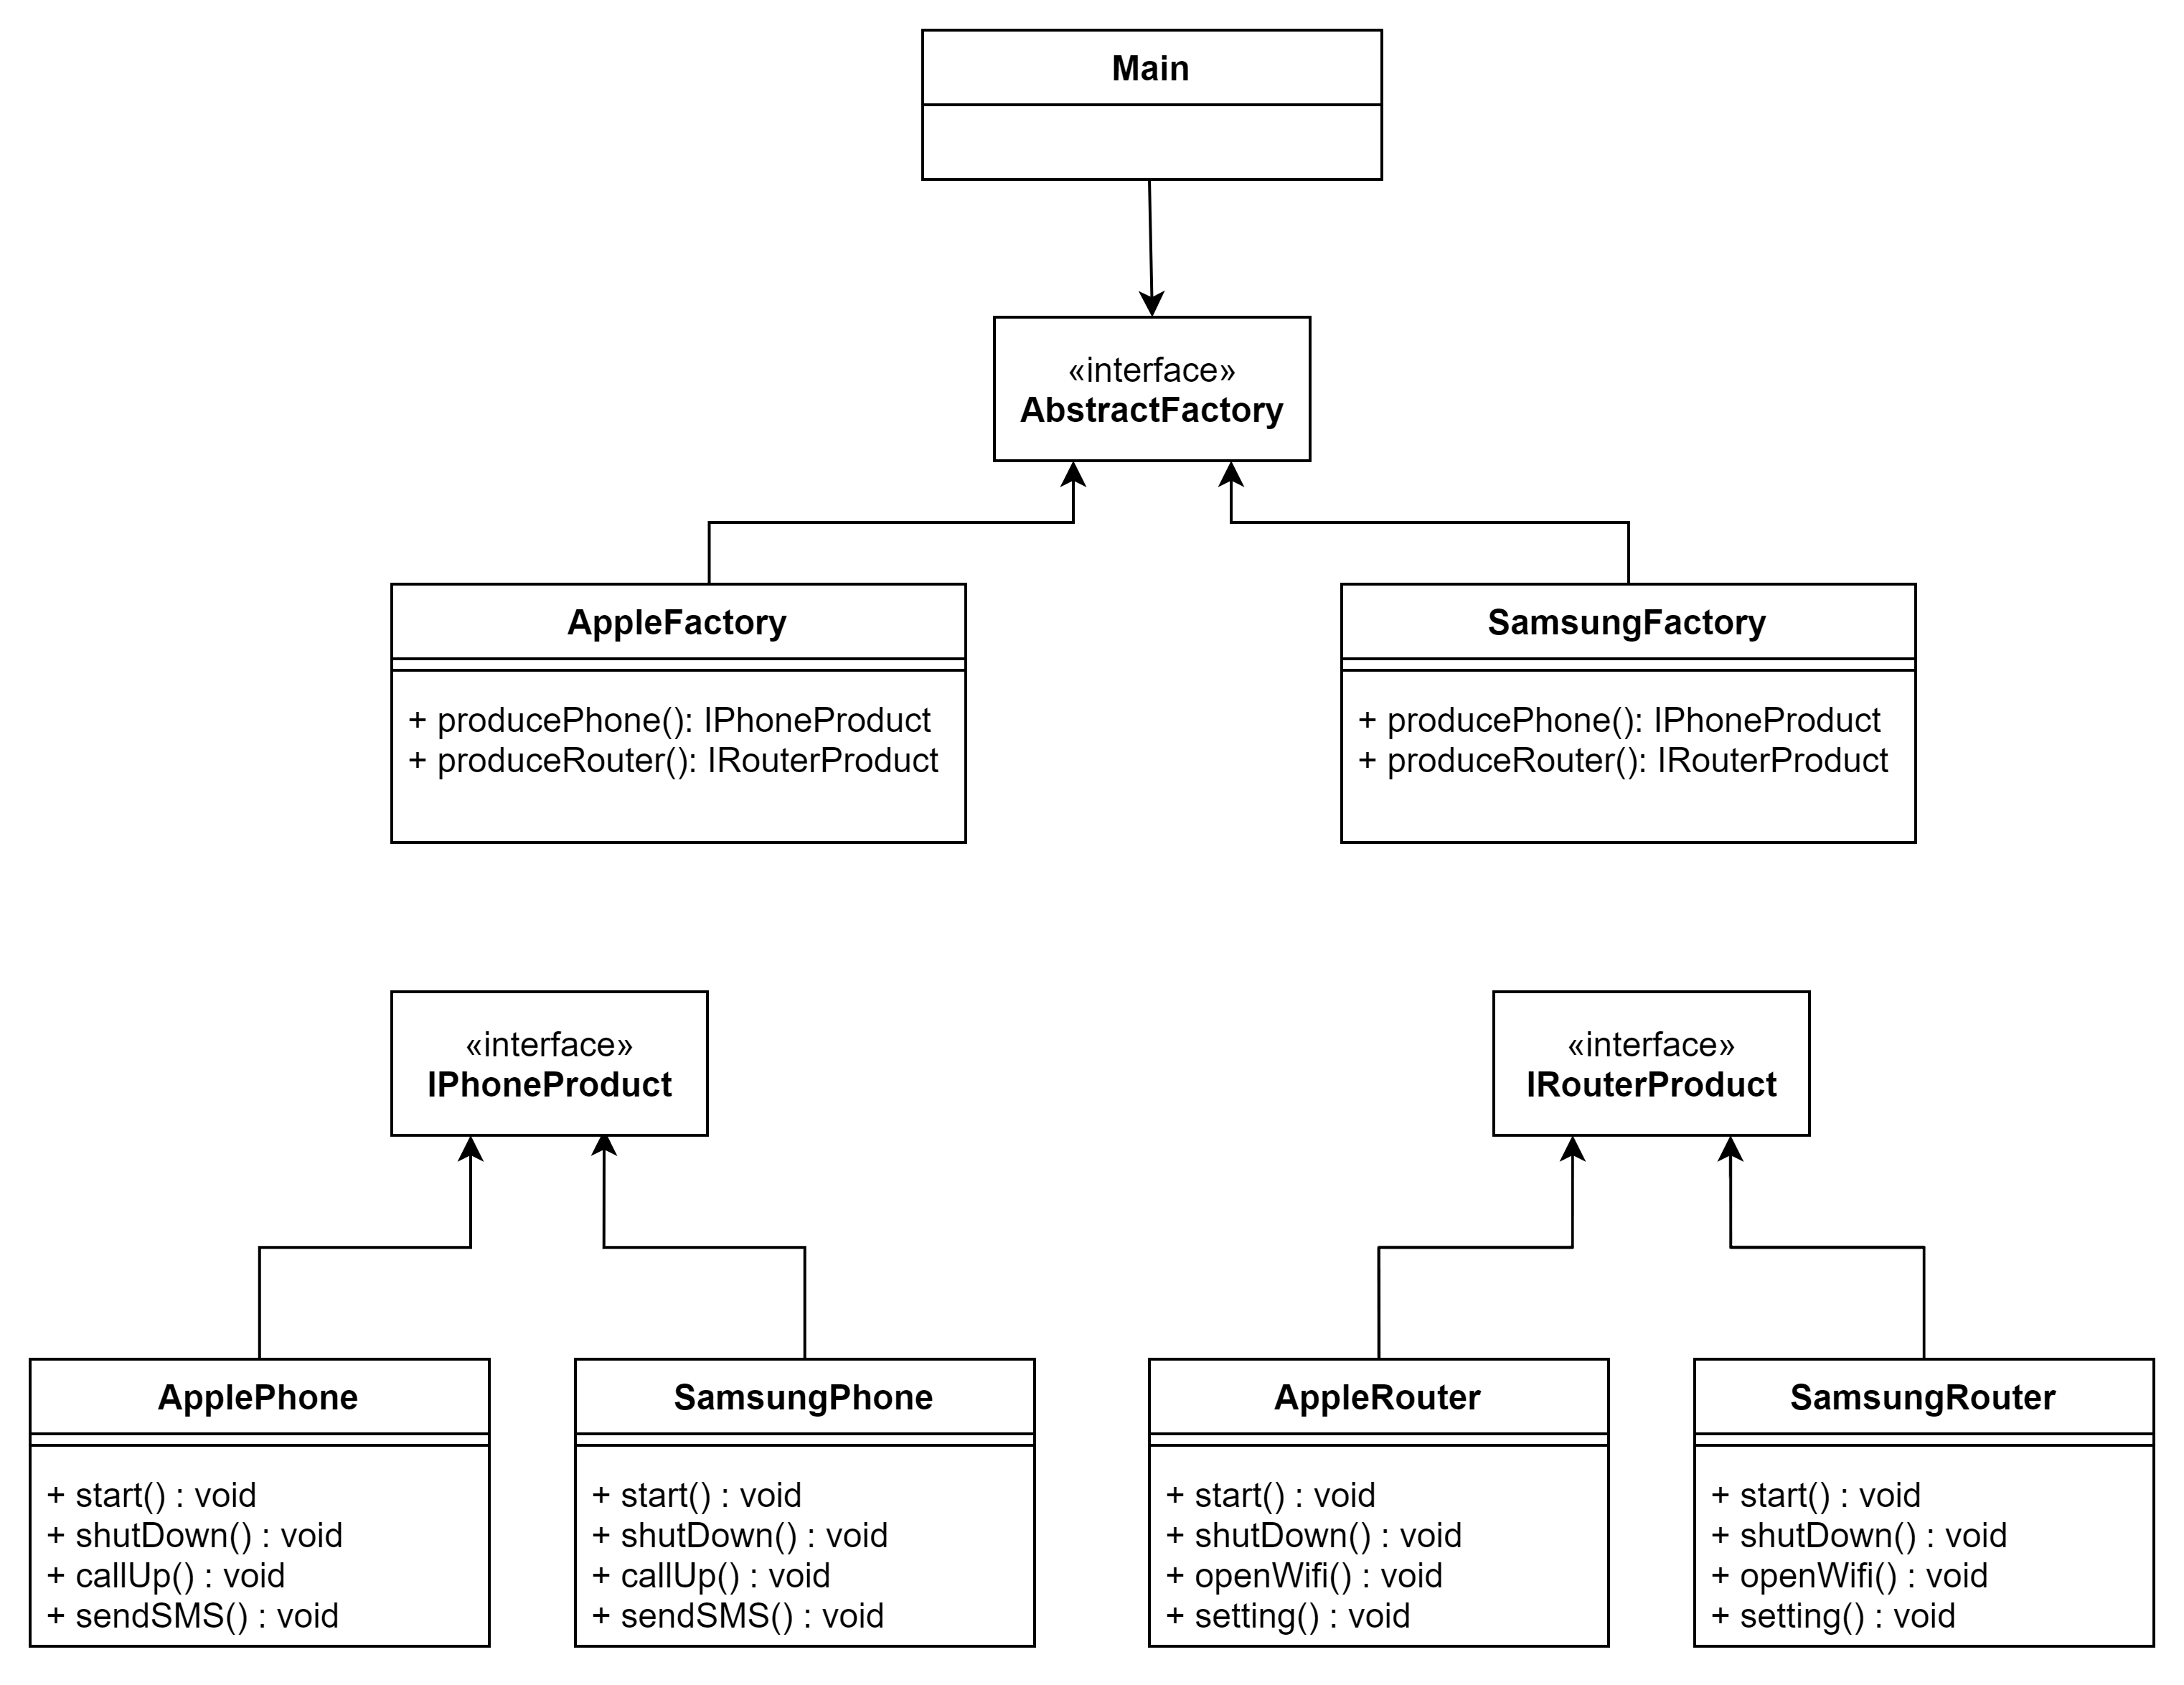 Main
«interface»
AbstractFactory
AppleFactory
+ producePhone(): IPhoneProduct
+ produceRouter(): IRouterProduct
SamsungFactory
+ producePhone(): IPhoneProduct
+ produceRouter(): IRouterProduct
«interface»
IPhoneProduct
«interface»
IRouterProduct
ApplePhone
+ start() : void
+ shutDown() : void
+ callUp() : void
+ sendSMS() : void
SamsungPhone
+ start() : void
+ shutDown() : void
+ callUp() : void
+ sendSMS() : void
AppleRouter
+ start() : void
+ shutDown() : void
+ openWifi() : void
+ setting() : void
SamsungRouter
+ start() : void
+ shutDown() : void
+ openWifi() : void
+ setting() : void